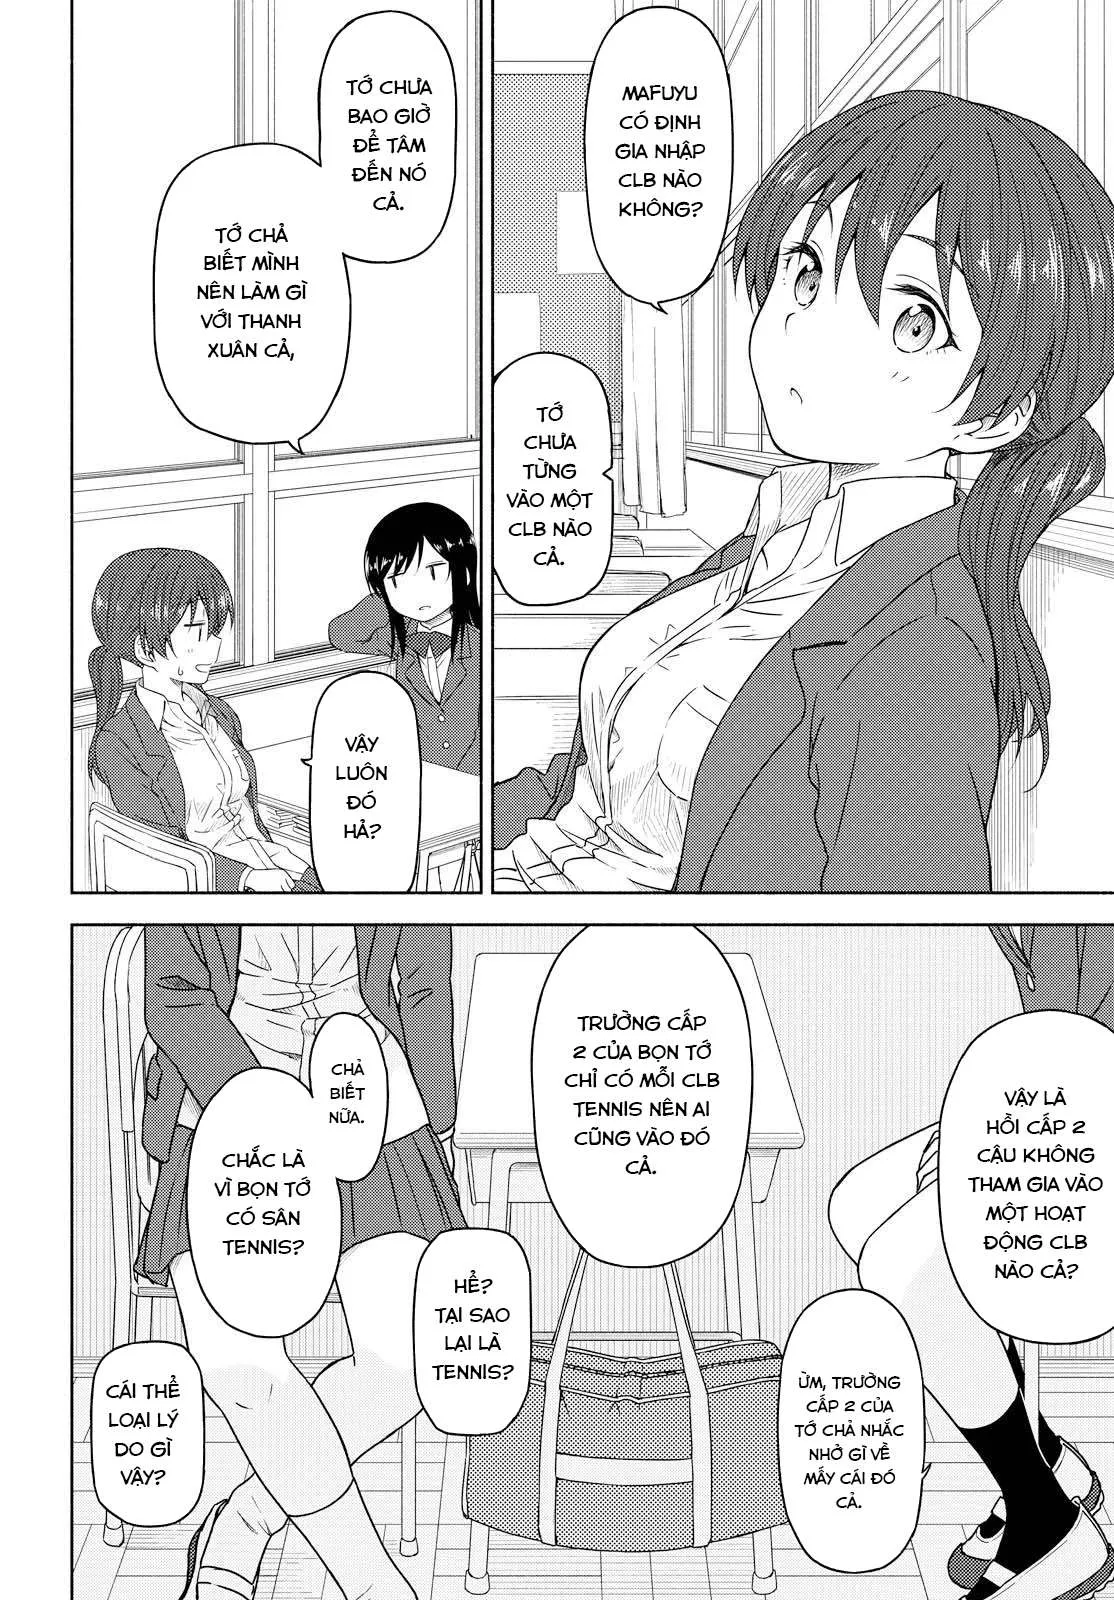 MAFUYU
CÓ ĐỊNH
GIA NHẬP
CLB NÀO
KHÔNG?
TỚ
CHƯA
TỪNG
VÀO MỘT
CLB NÀO
CẢ.
TỚ CHƯA
BAO GIỜ
ĐỂ TÂM
ĐẾN NÓ
CẢ.
TỚ CHẢ
BIẾT MÌNH
NÊN LÀM GÌ
VỚI THANH
XUÂN CẢ,
VẬY
LUÔN
ĐÓ
HẢ?
VẬY LÀ
HỒI CẤP 2
CẬU KHÔNG
THAM GIA VÀO
MỘT HOẠT
ĐỘNG CLB
NÀO CẢ?
ỪM, TRƯỜNG
CẤP 2 CỦA
TỚ CHẢ NHẮC
NHỞ GÌ VỀ
MẤY CÁI ĐÓ
CẢ.
TRƯỜNG CẤP
2 CỦA BỌN TỚ
CHỈ CÓ MỖI CLB
TENNIS NÊN AI
CŨNG VÀO ĐÓ
CẢ.
HỂ?
TẠI SAO
LẠI LÀ
TENNIS?
CHẢ
BIẾT
NỮA.
CHẮC LÀ
VÌ BỌN TỚ
CÓ SÂN
TENNIS?
CÁI THỂ
LOẠI LÝ
DO GÌ
VẬY?